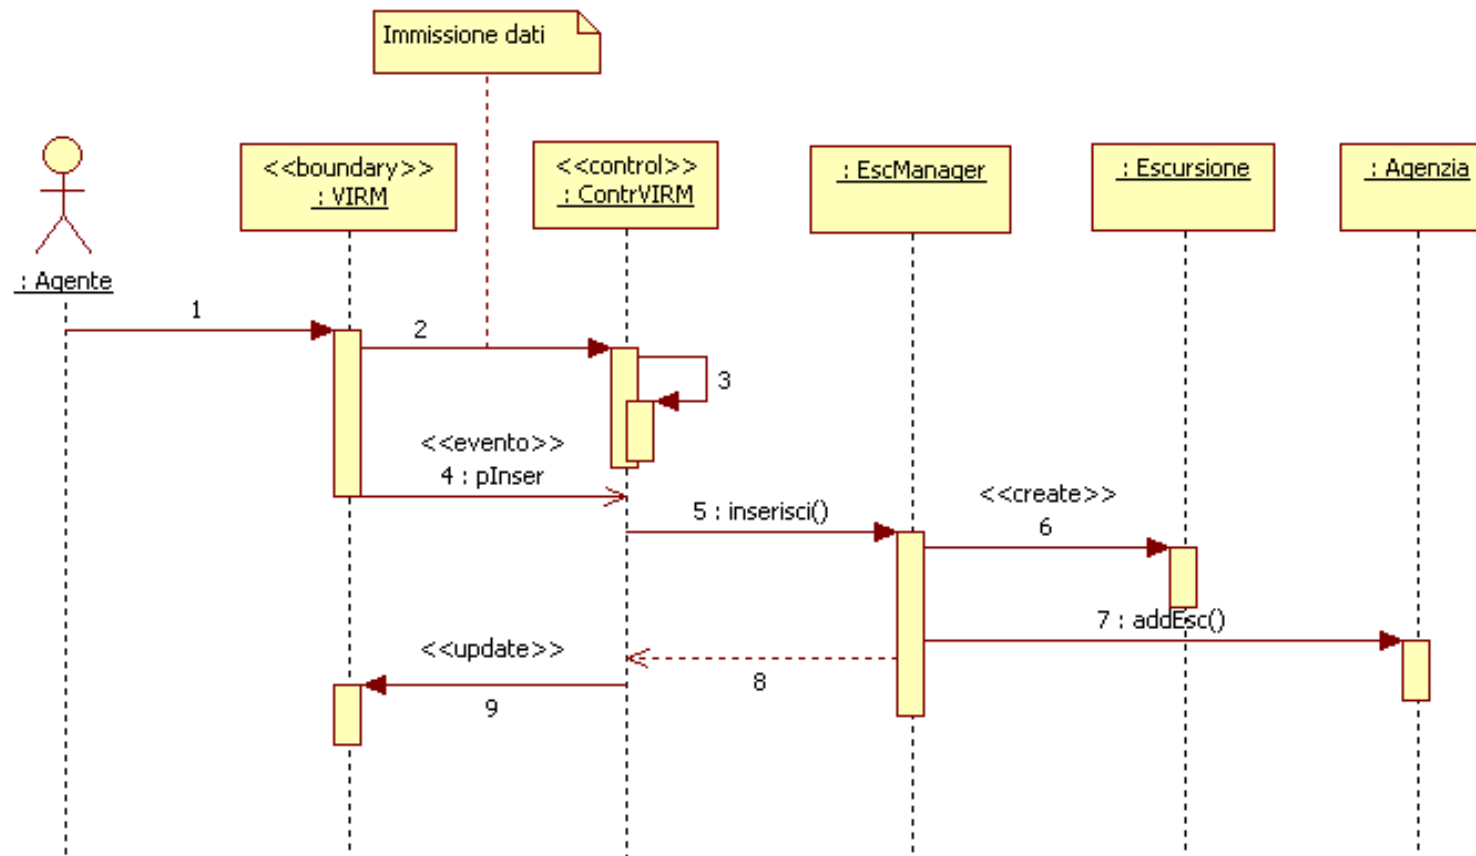 Immissione dati
<<boundary>>
: VIRM
<<control>>
: ContrVIRM
: EscManager
: Escursione
: Agenzia
: Agente
1
2
3
<<evento>>
4 : pInser
5 : inserisci()
<<create>>
6
7 : addEsc()
<<update>>
8
9